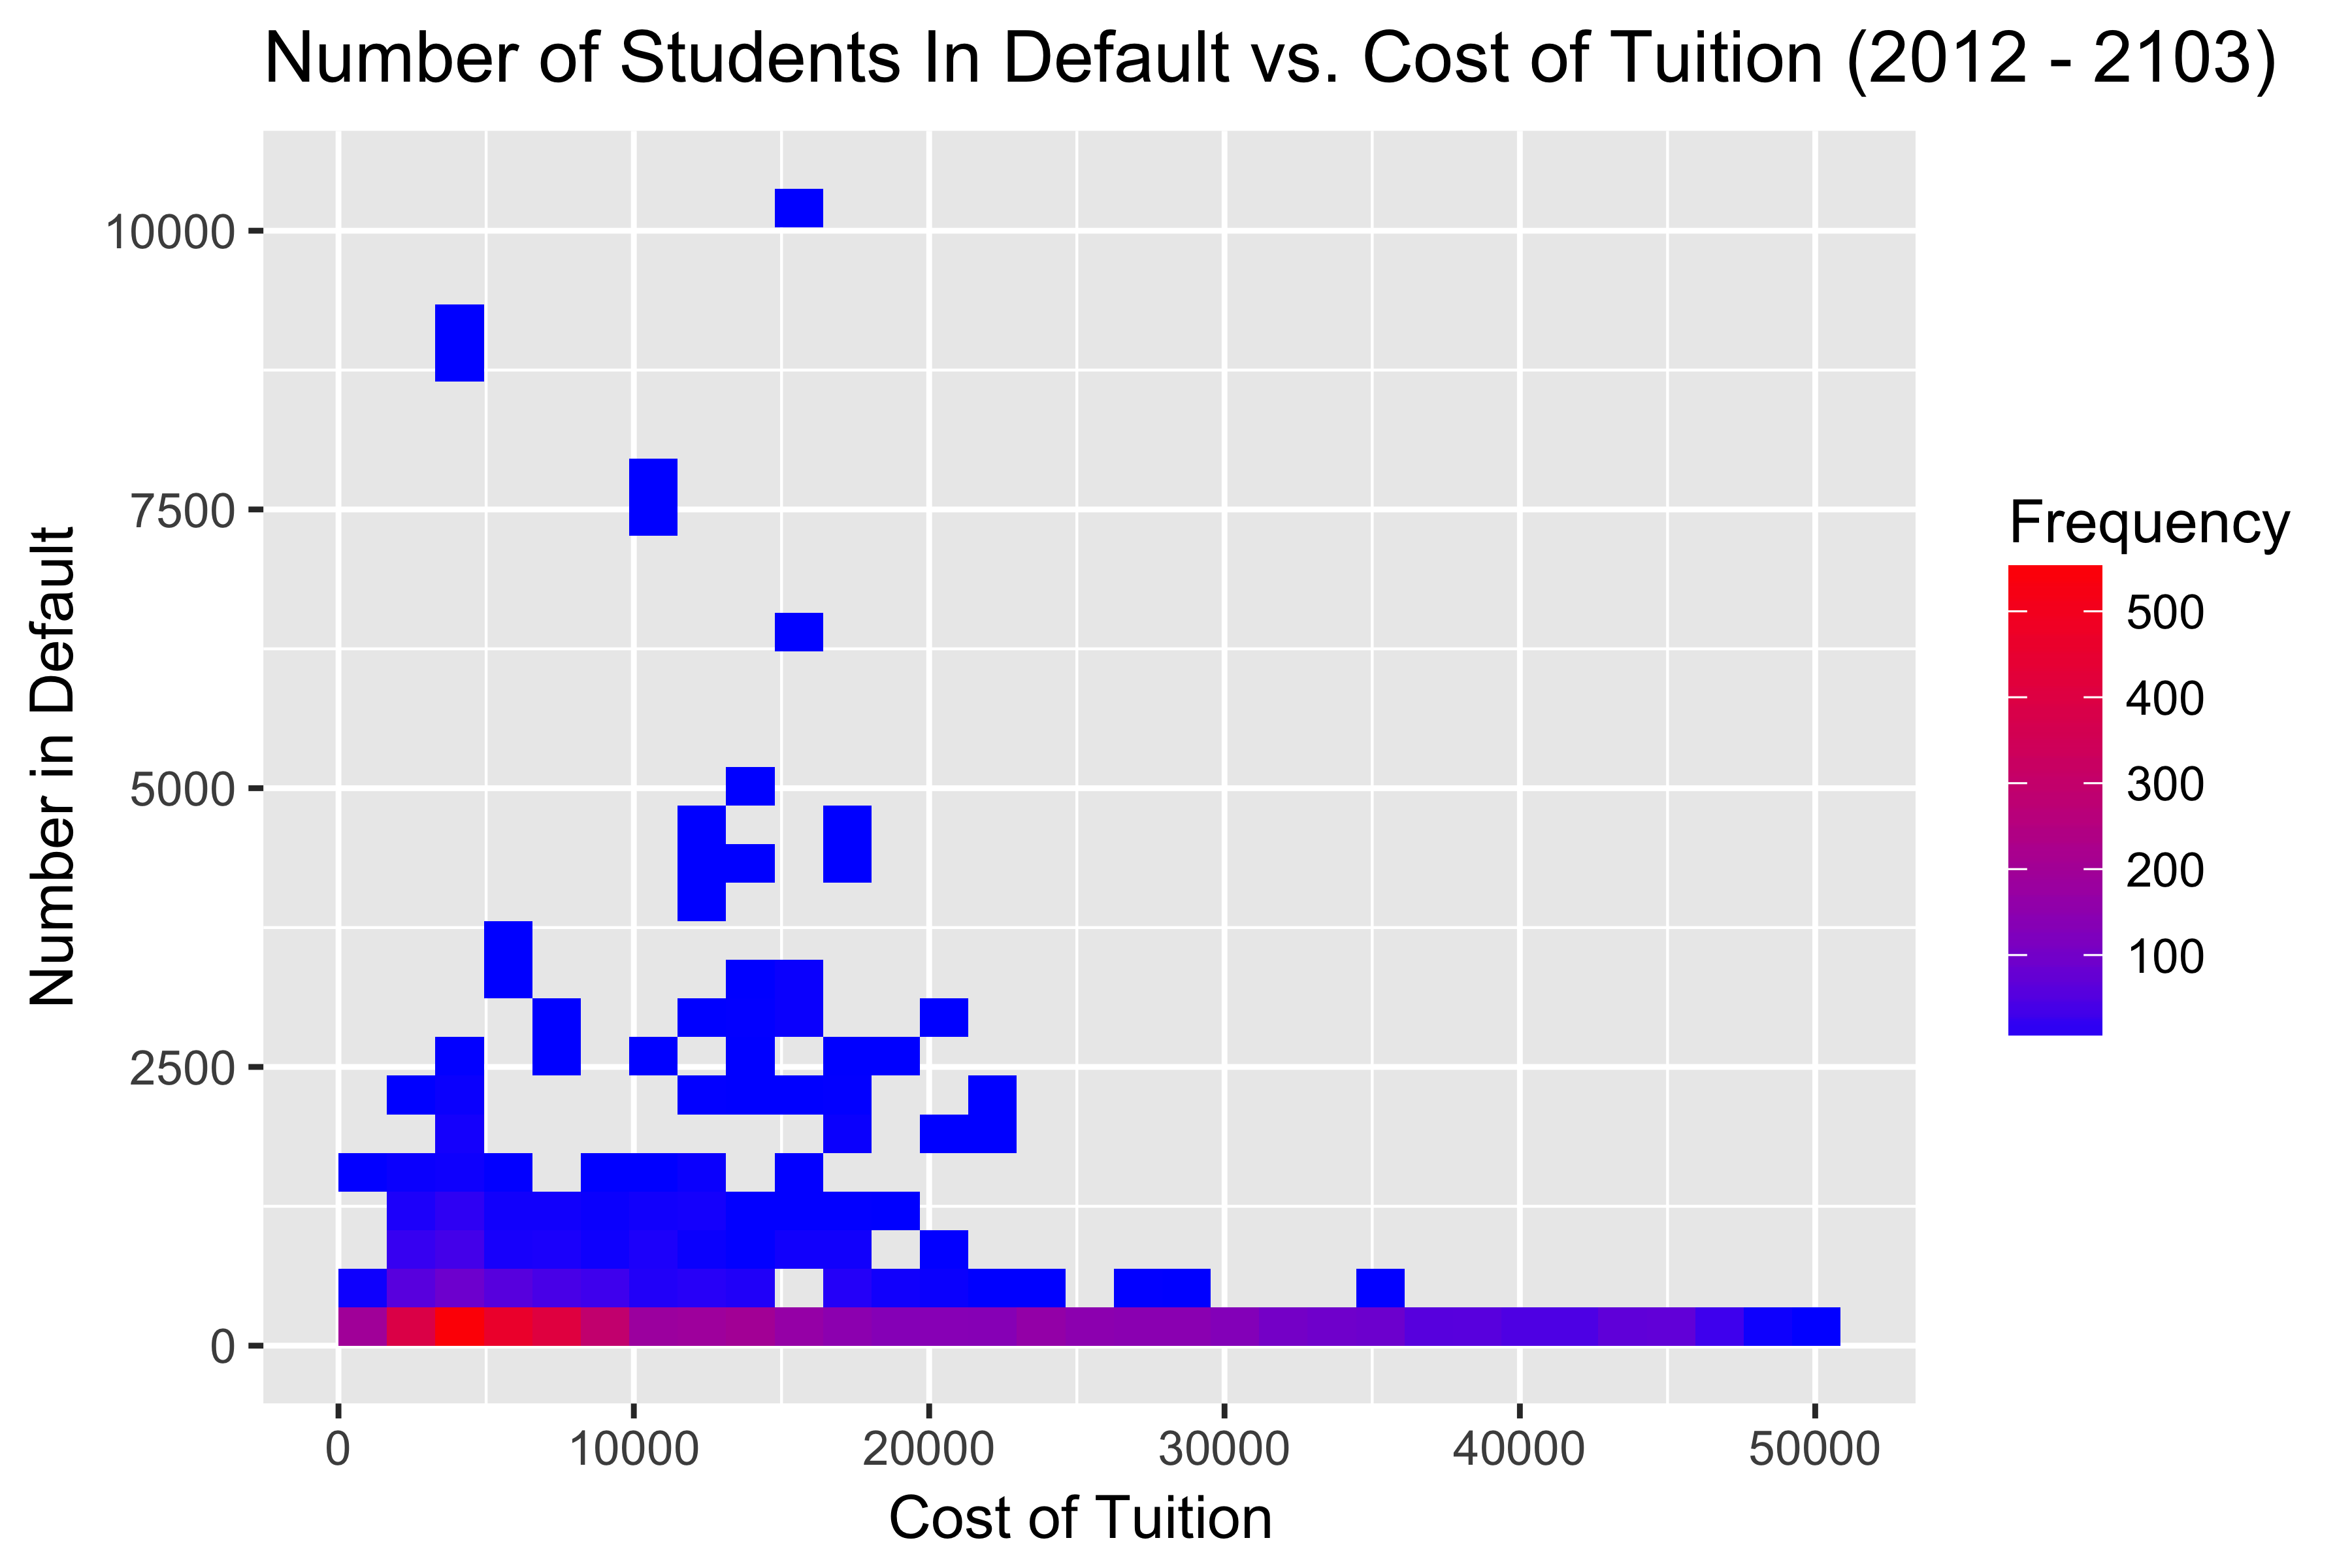 Number of Students In Default vs. Cost of Tuition (2012 - 2103)
Number in Default
10000
7500
5000
2500
0
0 10000 20000 30000 40000 50000
Cost of Tuition
Frequency
500
400
300
200
100